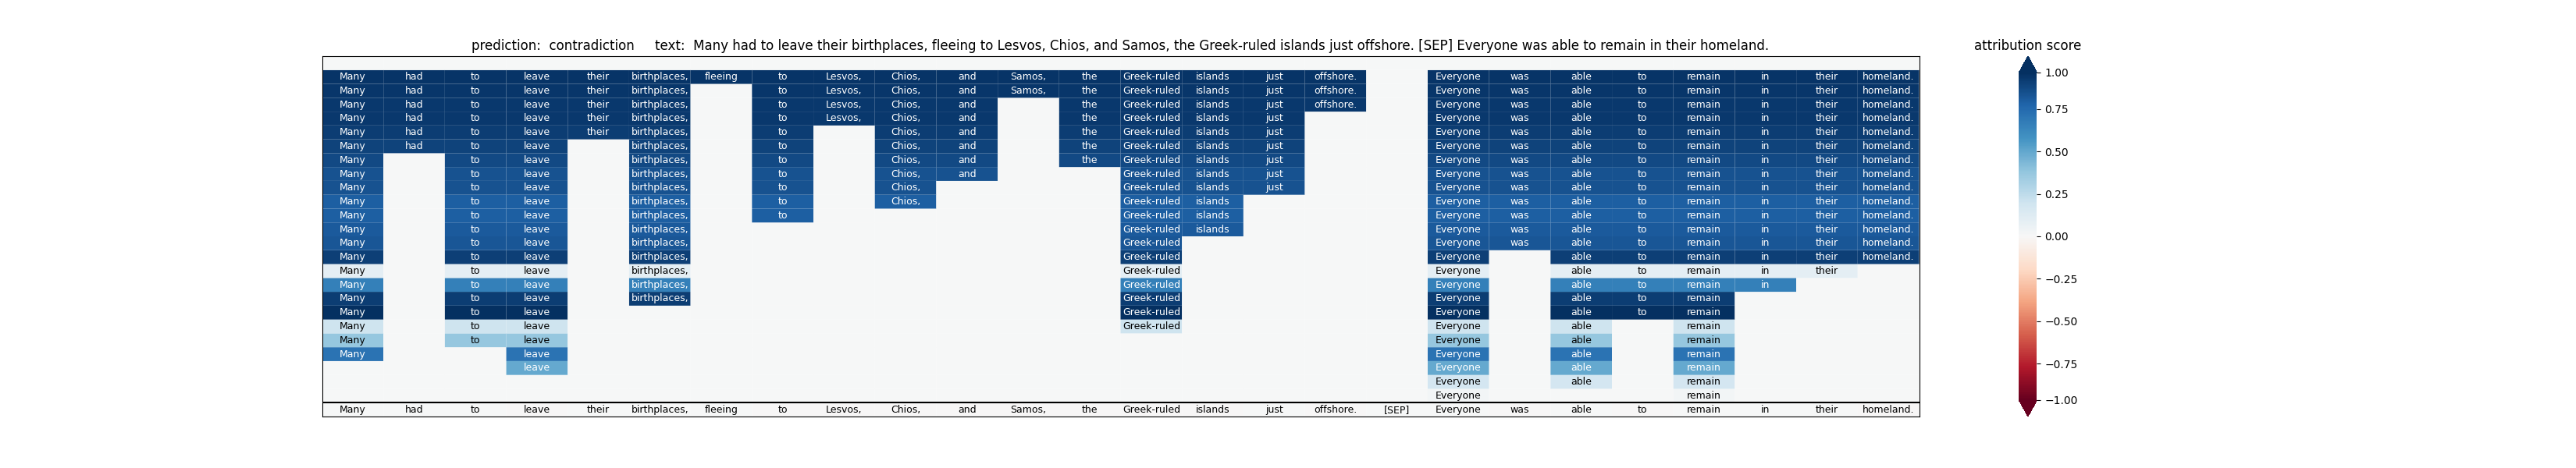 prediction: contradiction text: Many had to leave their birthplaces, fleeing to Lesvos, Chios, and Samos, the Greek-ruled islands just offshore. [SEP] Everyone was able to remain in their homeland.
attribution score
Many had to leave their birthplaces, fleeing to Lesvos, Chios, and Samos, the Greek-ruled islands just offshore. Everyone was able to remain in their homeland.
Many had to leave their birthplaces, to Lesvos, Chios, and Samos, the Greek-ruled islands just offshore. Everyone was able to remain in their homeland.
Many had to leave their birthplaces, to Lesvos, Chios, and the Greek-ruled islands just offshore. Everyone was able to remain in their homeland.
Many had to leave their birthplaces, to Lesvos, Chios, and the Greek-ruled islands just Everyone was able to remain in their homeland.
Many had to leave their birthplaces, to Chios, and the Greek-ruled islands just Everyone was able to remain in their homeland.
Many had to leave birthplaces, to Chios, and the Greek-ruled islands just Everyone was able to remain in their homeland.
Many to leave birthplaces, to Chios, and the Greek-ruled islands just Everyone was able to remain in their homeland.
Many to leave birthplaces, to Chios, and Greek-ruled islands just Everyone was able to remain in their homeland.
Many to leave birthplaces, to Chios, Greek-ruled islands just Everyone was able to remain in their homeland.
Many to leave birthplaces, to Chios, Greek-ruled islands Everyone was able to remain in their homeland.
Many to leave birthplaces, to Greek-ruled islands Everyone was able to remain in their homeland.
Many to leave birthplaces, Greek-ruled islands Everyone was able to remain in their homeland.
Many to leave birthplaces, Greek-ruled Everyone was able to remain in their homeland.
Many to leave birthplaces, Greek-ruled Everyone able to remain in their homeland.
Many to leave birthplaces, Greek-ruled Everyone able to remain in their
Many to leave birthplaces, Greek-ruled Everyone able to remain in
Many to leave birthplaces, Greek-ruled Everyone able to remain
Many to leave Greek-ruled Everyone able to remain
Many to leave Greek-ruled Everyone able remain
Many to leave Everyone able remain
Many leave Everyone able remain
leave Everyone able remain
Everyone able remain
Everyone remain
Many had to leave their birthplaces, fleeing to Lesvos, Chios, and Samos, the Greek-ruled islands just offshore. [SEP] Everyone was able to remain in their homeland.
1.00
0.75
0.50
0.25
0.00
−0.25
−0.50
−0.75
−1.00